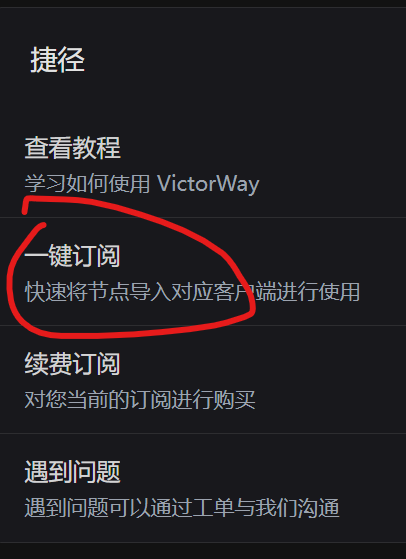 捷径
查看教程
学习如何使用 VictorWay
一键订阅
快速将节点导入对应客户端进行使用
续费订阅
对您当前的订阅进行购买
遇到问题
遇到问题可以通过工单与我们沟通